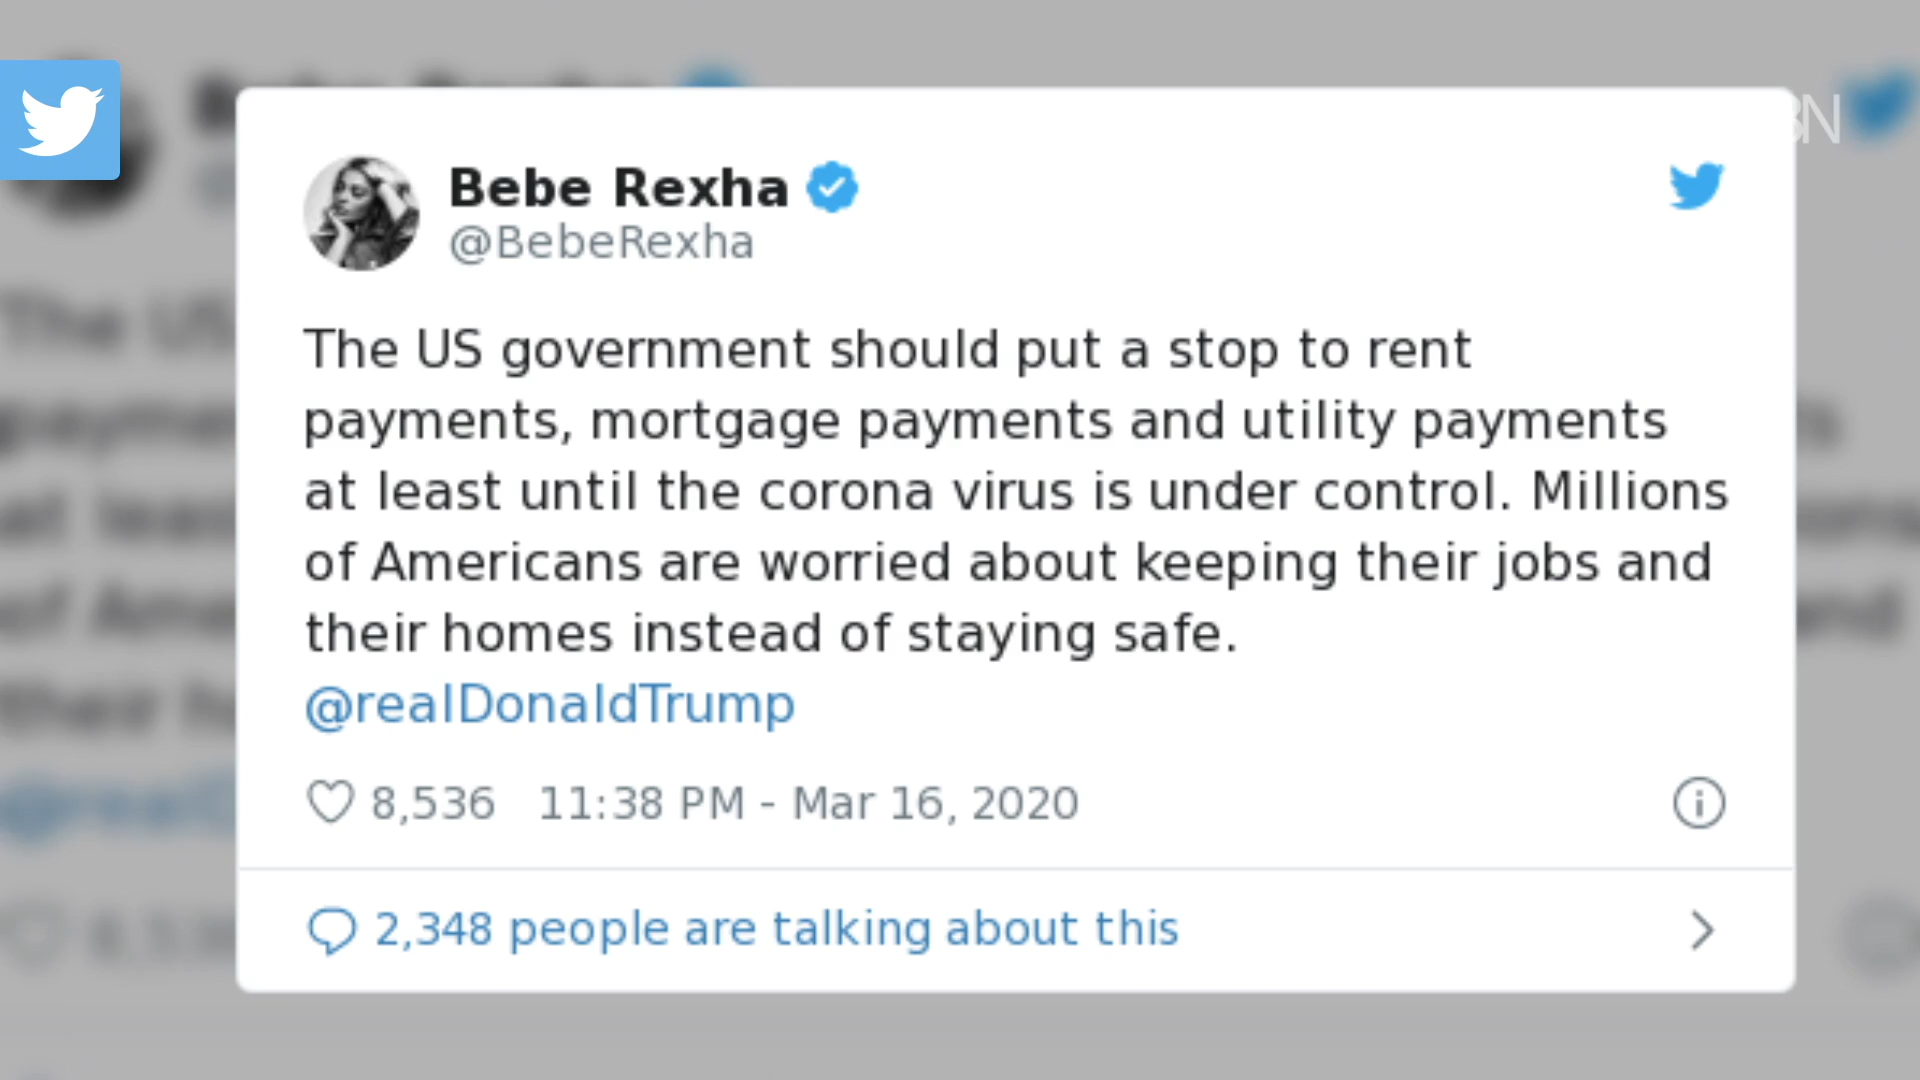 Bebe Rexha
@BebeRexha
The US government should put a stop to rent
payments, mortgage payments and utility payments
at least until the corona virus is under control. Millions
of Americans are worried about keeping their jobs and
their homes instead of staying safe.
@realDonaldTrump
8,536 11:38 PM - Mar 16, 2020
2,348 people are talking about this